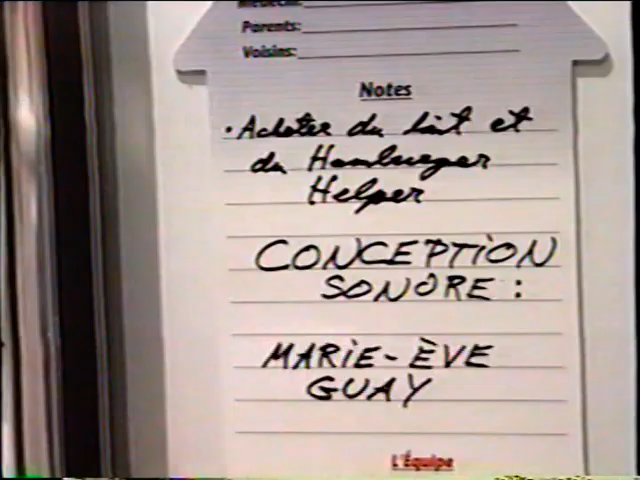 Médecin:
Parents:
Voisins:
Notes
• Acheter du lait et
du Hamburger
Helper
CONCEPTION
SONORE :
MARIE-ÈVE
GUAY
L'Équipe